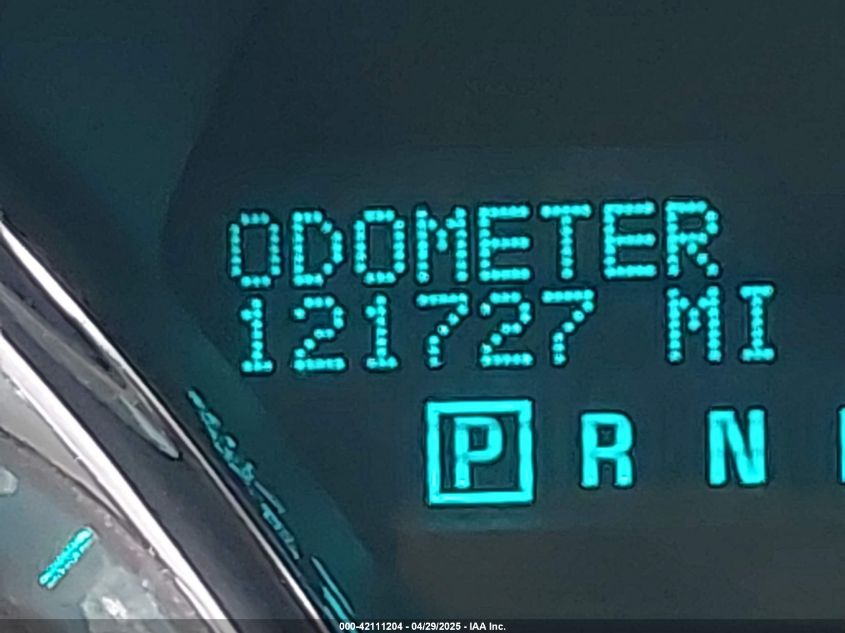 ODOMETER
121727 MI
P R N
000-42111204 - 04/29/2025 - IAA Inc.